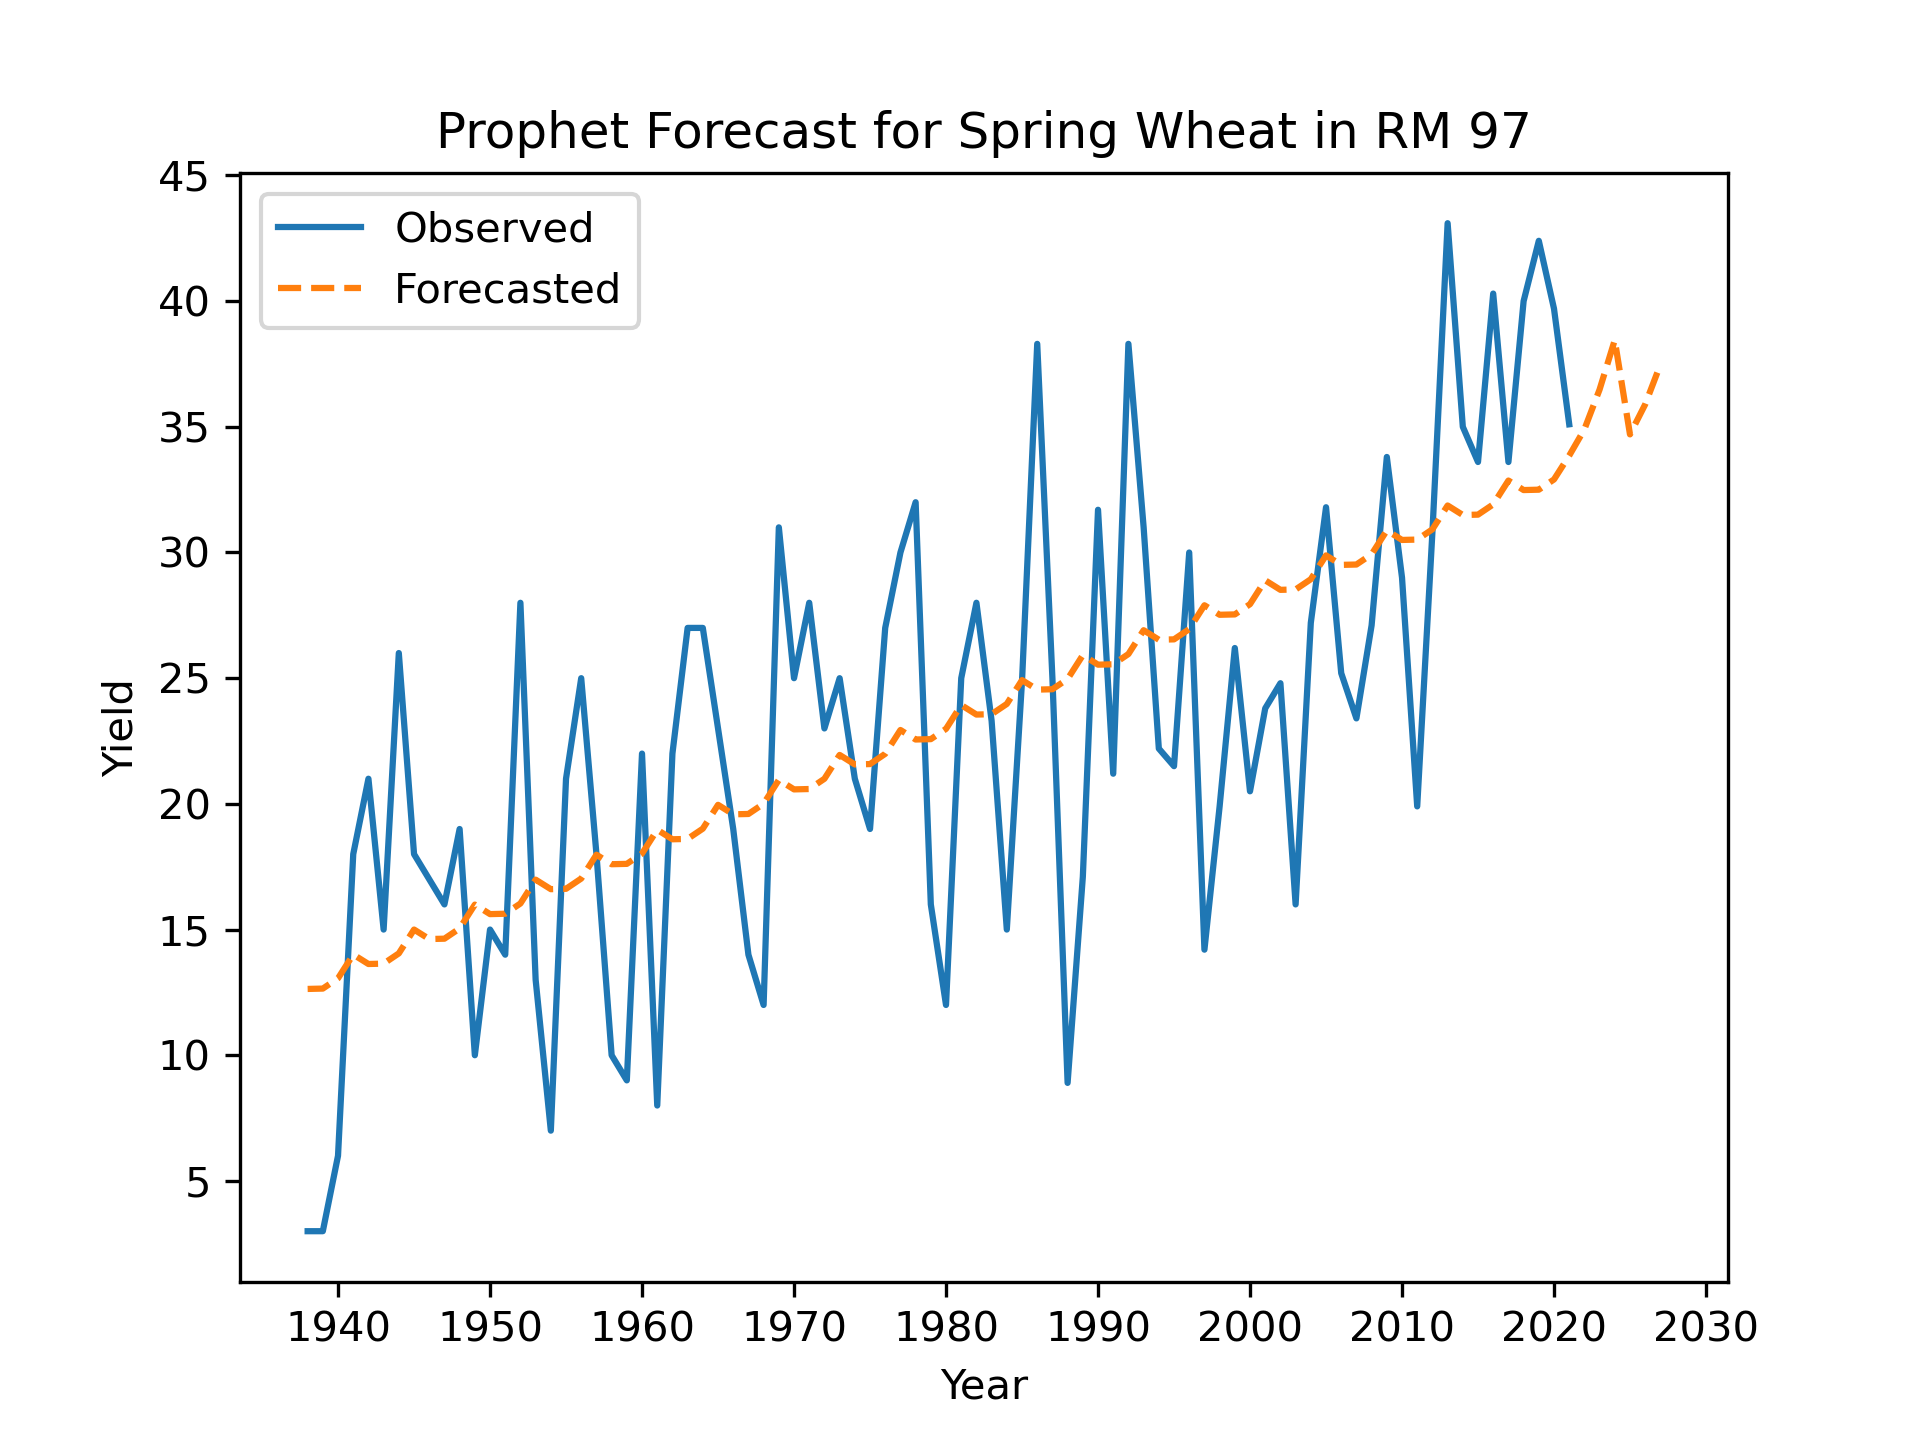 Prophet Forecast for Spring Wheat in RM 97
Observed
Forecasted
45
40
35
30
25
20
15
10
5
Yield
1940 1950 1960 1970 1980 1990 2000 2010 2020 2030
Year